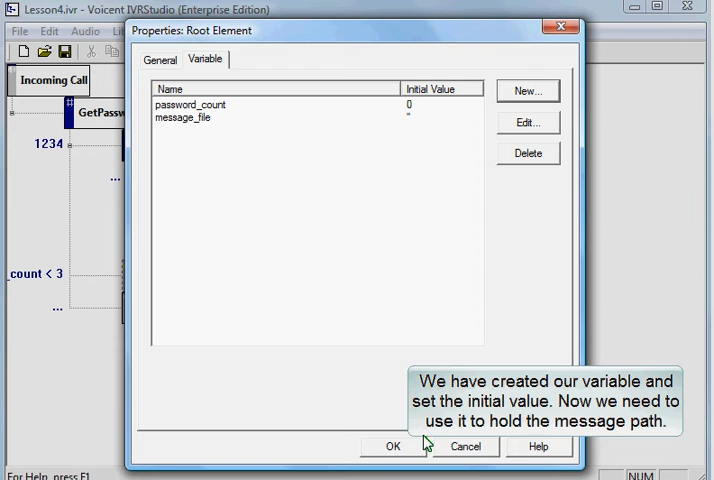 Lesson4.ivr - Voicent IVRStudio (Enterprise Edition)
File Edit Audio
Properties: Root Element
General Variable
Name Initial Value
password_count 0
message_file "
New...
Edit...
Delete
Incoming Call
1234
...
_count < 3
...
We have created our variable and
set the initial value. Now we need to
use it to hold the message path.
OK Cancel Help
For Help, press F1 NUM